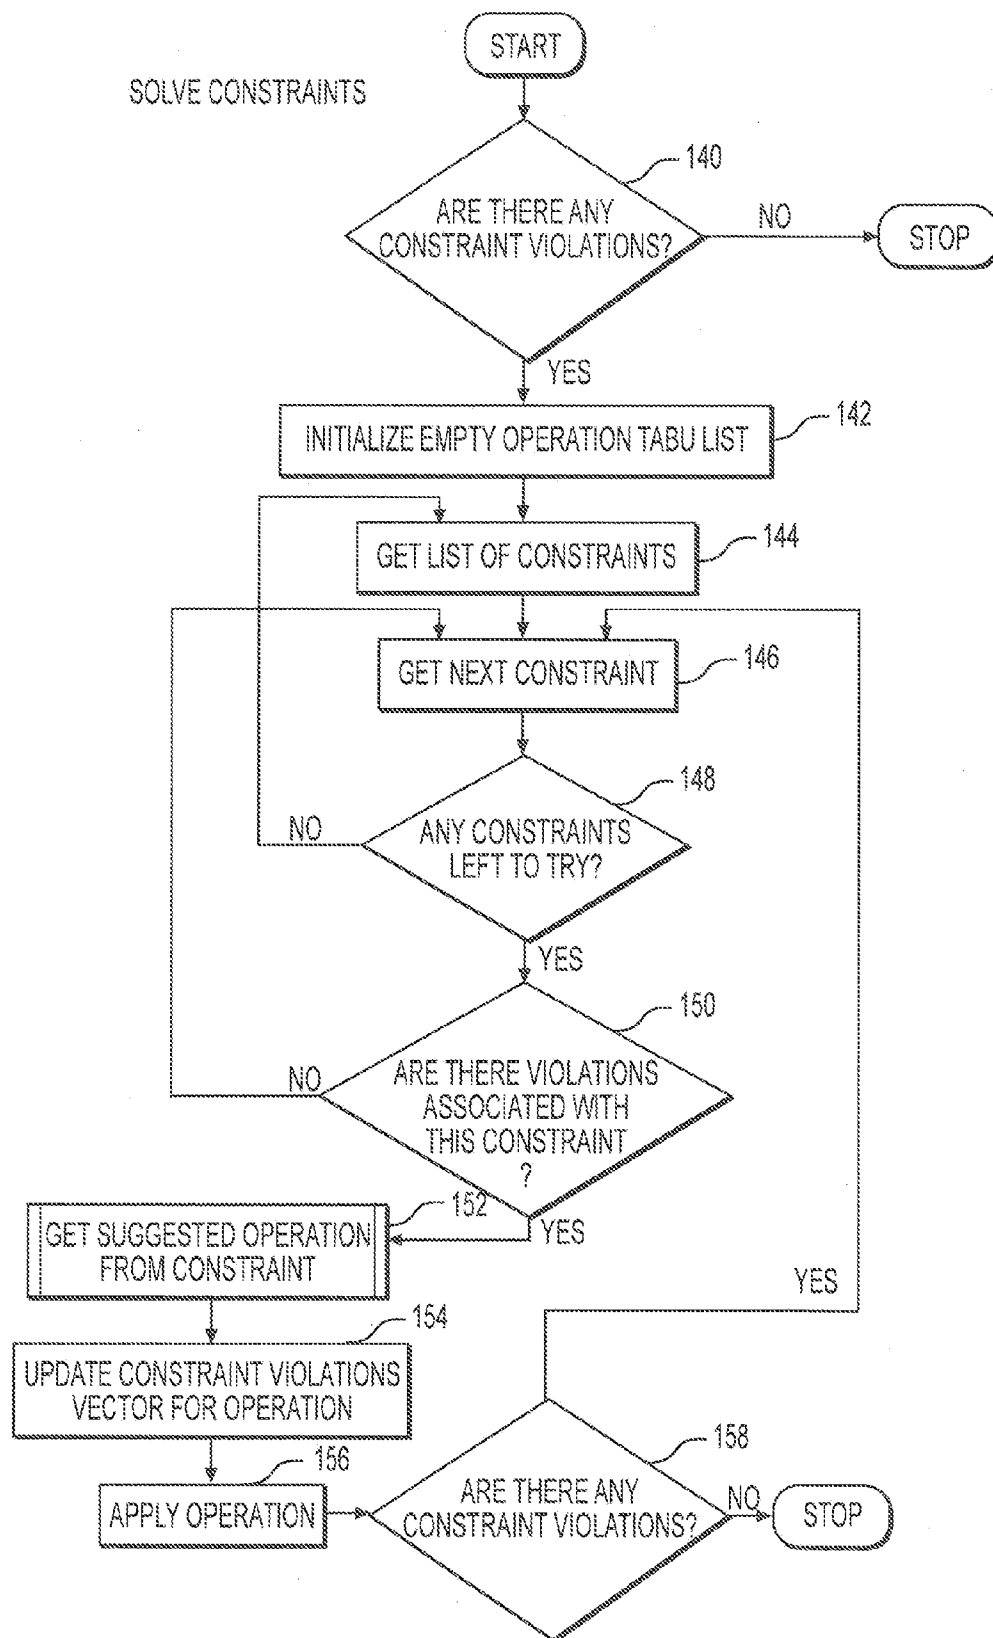 START
SOLVE CONSTRAINTS
140
ARE THERE ANY
CONSTRAINT VIOLATIONS?
NO
STOP
YES
142
INITIALIZE EMPTY OPERATION TABU LIST
GET LIST OF CONSTRAINTS
144
GET NEXT CONSTRAINT
146
148
NO
ANY CONSTRAINTS
LEFT TO TRY?
YES
150
NO
ARE THERE VIOLATIONS
ASSOCIATED WITH
THIS CONSTRAINT
?
152
YES
GET SUGGESTED OPERATION
FROM CONSTRAINT
YES
154
UPDATE CONSTRAINT VIOLATIONS
VECTOR FOR OPERATION
158
156
APPLY OPERATION
ARE THERE ANY
CONSTRAINT VIOLATIONS?
NO
STOP